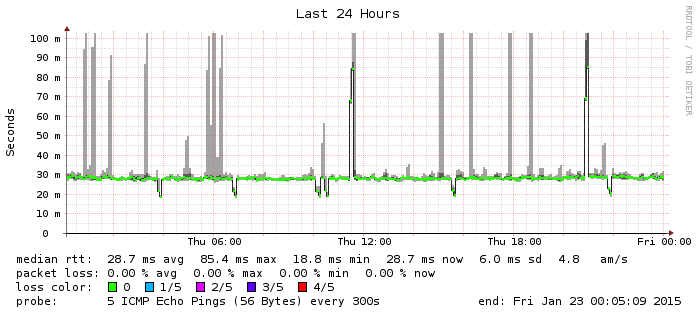 Last 24 Hours
RRDTOOL / TOBI OETIKER
Seconds
100 m
90 m
80 m
70 m
60 m
50 m
40 m
30 m
20 m
10 m
0
Thu 06:00 Thu 12:00 Thu 18:00 Fri 00:00
median rtt: 28.7 ms avg 85.4 ms max 18.8 ms min 28.7 ms now 6.0 ms sd 4.8 am/s
packet loss: 0.00 % avg 0.00 % max 0.00 % min 0.00 % now
loss color: 0 1/5 2/5 3/5 4/5
probe: 5 ICMP Echo Pings (56 Bytes) every 300s end: Fri Jan 23 00:05:09 2015